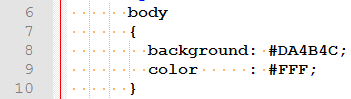 6 body
7 {
8 background: #DA4B4C;
9 color : #FFF;
10 }